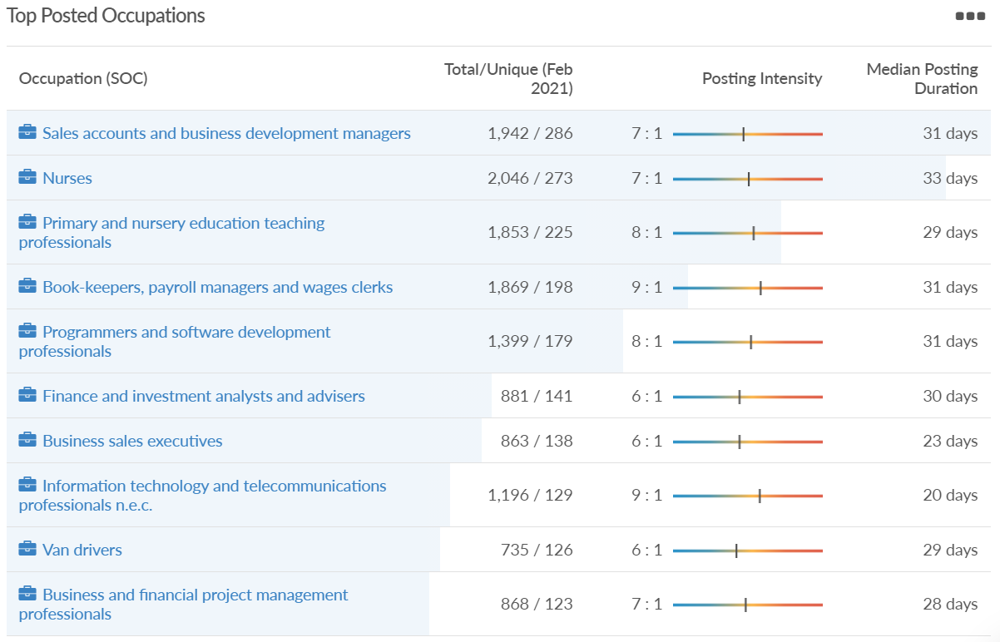 Top Posted Occupations
Occupation (SOC) Total/Unique (Feb 2021) Posting Intensity Median Posting Duration
Sales accounts and business development managers 1,942 / 286 7 : 1 31 days
Nurses 2,046 / 273 7 : 1 33 days
Primary and nursery education teaching
professionals 1,853 / 225 8 : 1 29 days
Book-keepers, payroll managers and wages clerks 1,869 / 198 9 : 1 31 days
Programmers and software development
professionals 1,399 / 179 8 : 1 31 days
Finance and investment analysts and advisers 881 / 141 6 : 1 30 days
Business sales executives 863 / 138 6 : 1 23 days
Information technology and telecommunications
professionals n.e.c. 1,196 / 129 9 : 1 20 days
Van drivers 735 / 126 6 : 1 29 days
Business and financial project management
professionals 868 / 123 7 : 1 28 days